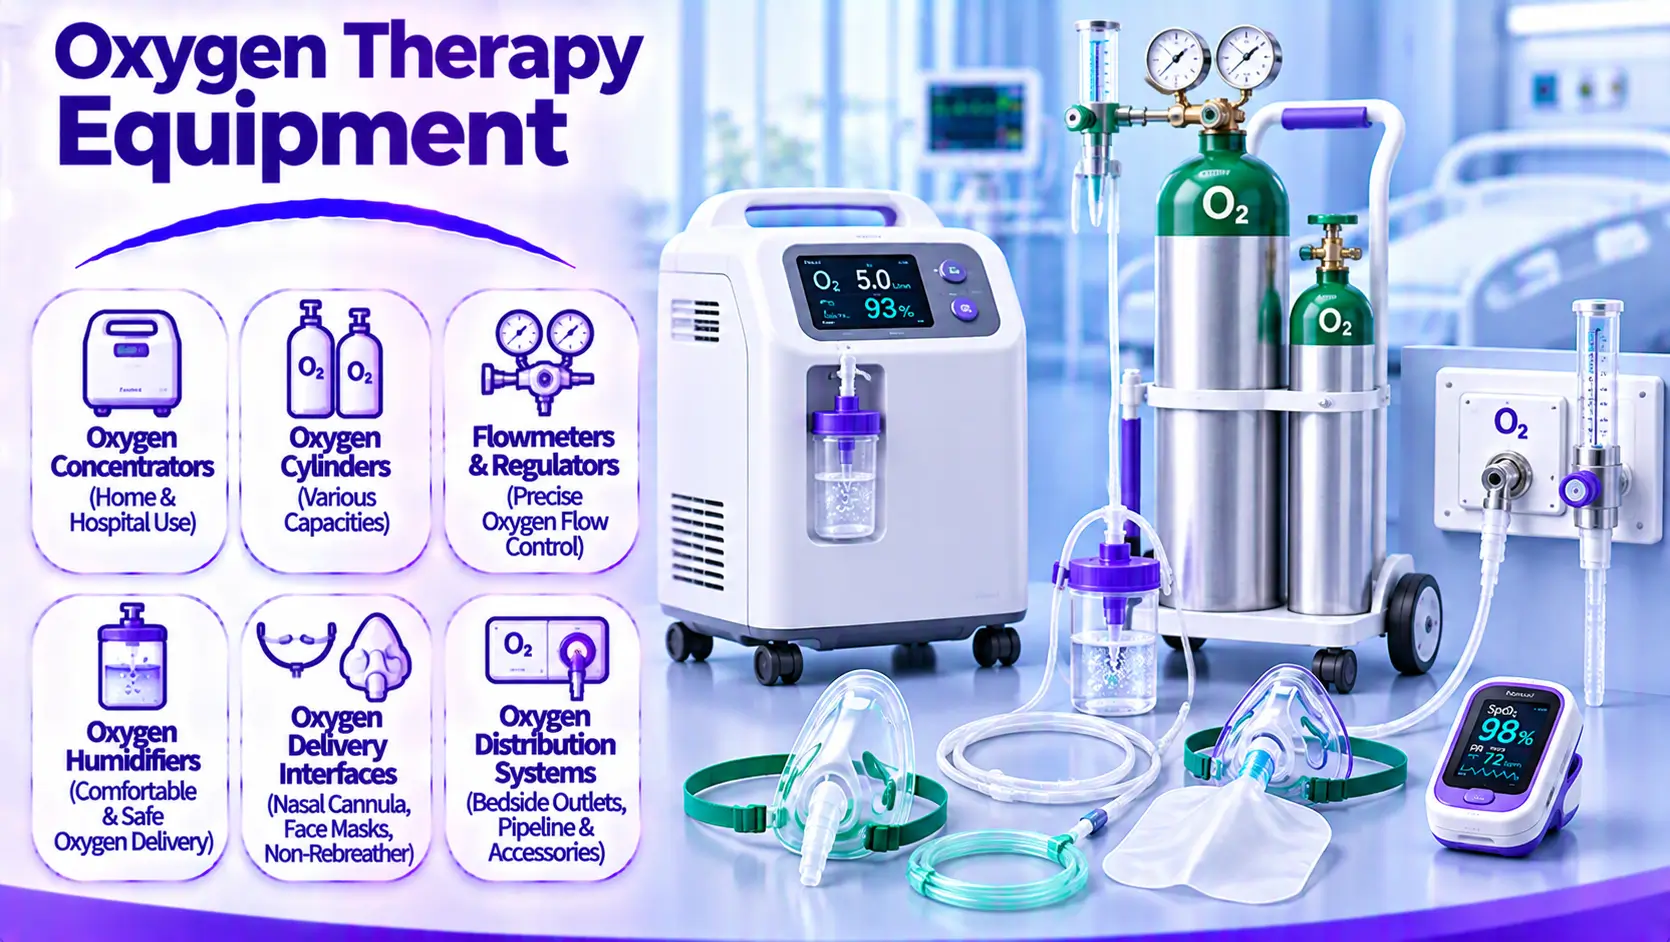 Oxygen Therapy
Equipment
O2
Oxygen
Concentrators
(Home &
Hospital Use)
O2
O2
Oxygen
Cylinders
(Various
Capacities)
Flowmeters
& Regulators
(Precise
Oxygen Flow
Control)
Oxygen
Humidifiers
(Comfortable
& Safe
Oxygen Delivery)
Oxygen
Delivery
Interfaces
(Nasal Cannula,
Face Masks,
Non-Rebreather)
O2
Oxygen
Distribution
Systems
(Bedside Outlets,
Pipeline &
Accessories)
O2 5.0
93%
O2
O2
O2
SpO2
98%
72